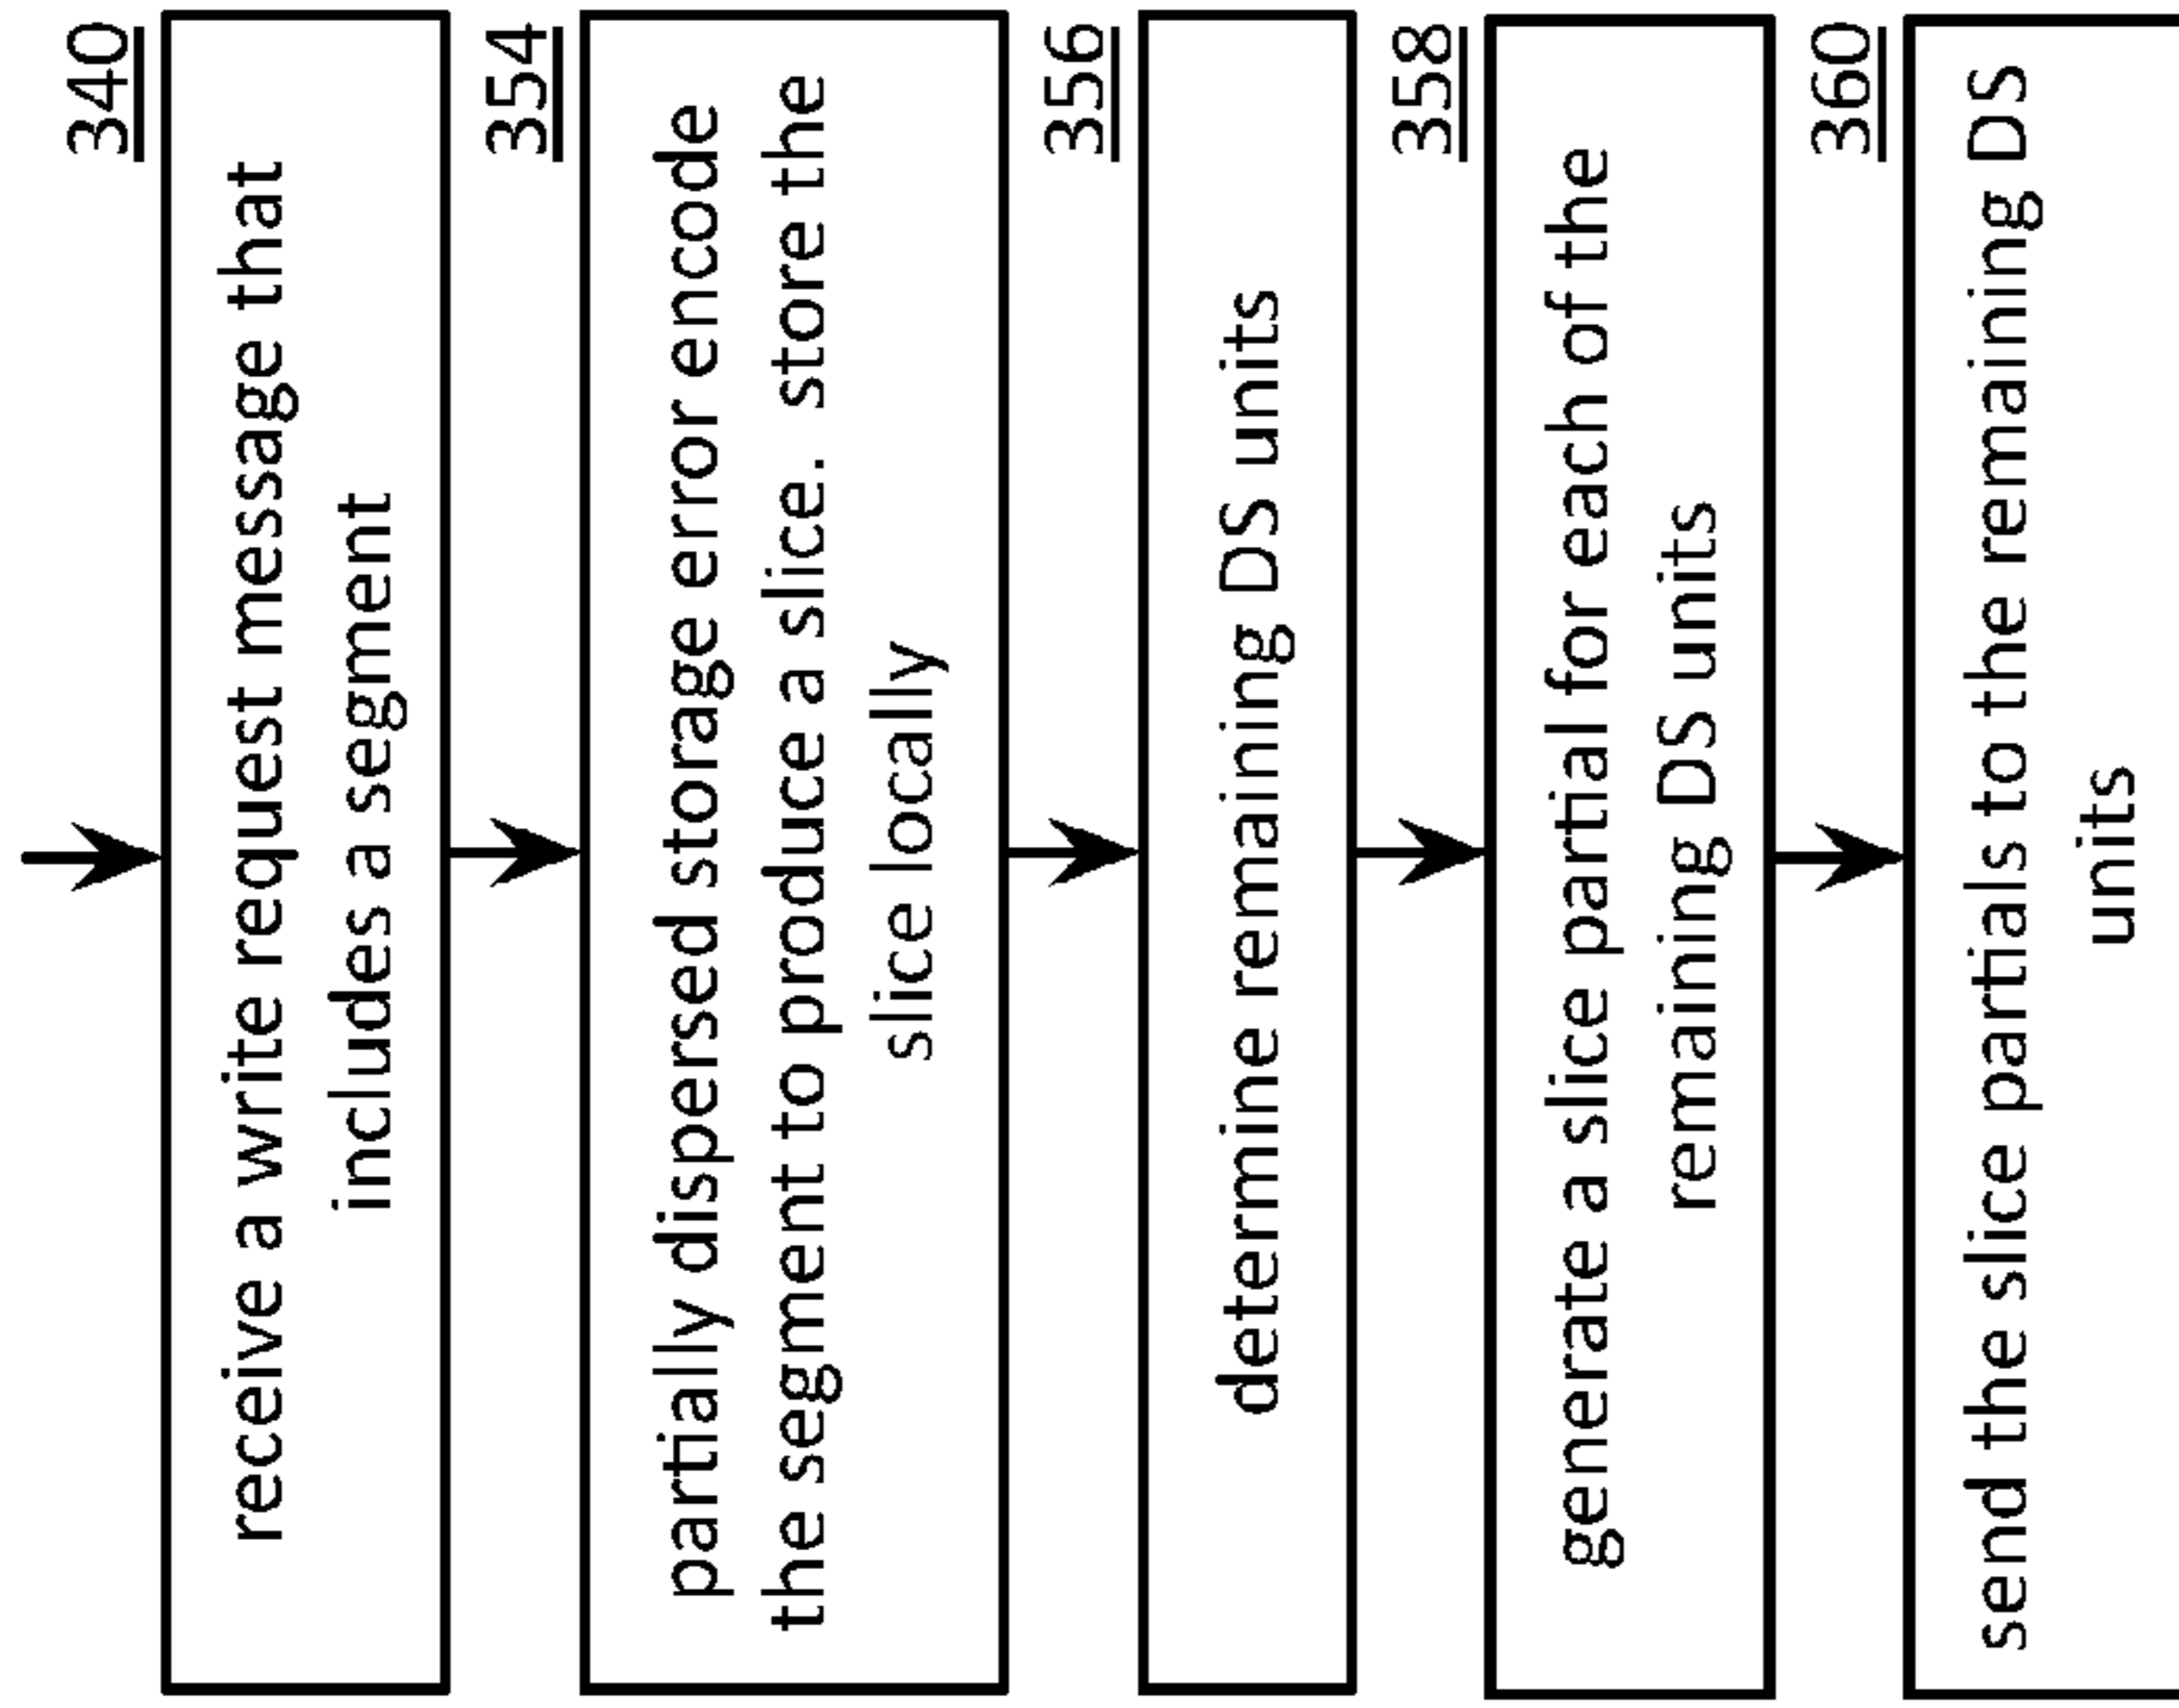 340
receive a write request message that
includes a segment
354
partially dispersed storage error encode
the segment to produce a slice.  store the
slice locally
356
determine remaining DS units
358
generate a slice partial for each of the
remaining DS units
360
send the slice partials to the remaining DS
units